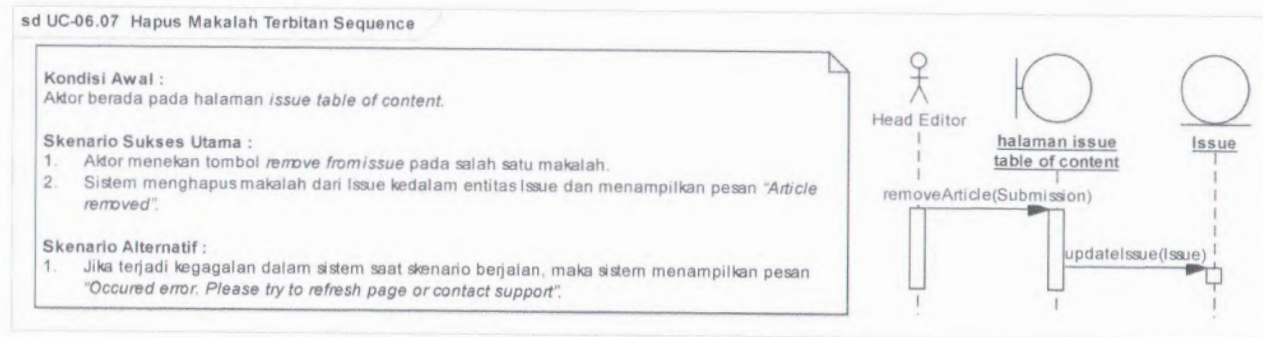 sd UC-06.07 Hapus Makalah Terbitan Sequence
Kondisi Awal :
Aktor berada pada halaman issue table of content.
Skenario Sukses Utama :
1. Aktor menekan tombol remove from issue pada salah satu makalah.
2. Sistem menghapus makalah dari Issue kedalam entitas Issue dan menampilkan pesan "Article
removed".
Skenario Alternatif :
1. Jika terjadi kegagalan dalam sistem saat skenario berjalan, maka sistem menampilkan pesan
"Occured error. Please try to refresh page or contact support".
Head Editor
halaman issue
table of content
Issue
removeArticle(Submission)
updateIssue(Issue)